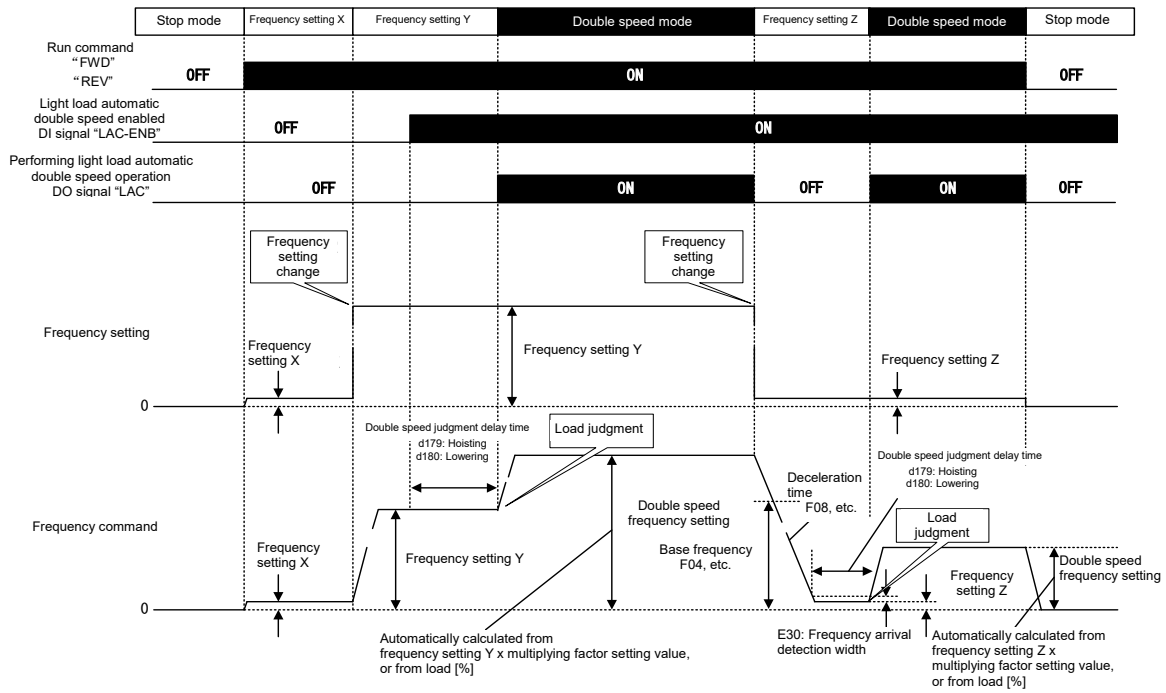 Stop mode
Frequency setting X
Frequency setting Y
Double speed mode
Frequency setting Z
Double speed mode
Stop mode
Run command
“FWD”
“REV”
OFF
ON
OFF
Light load automatic
double speed enabled
DI signal “LAC-ENB”
OFF
ON
Performing light load automatic
double speed operation
DO signal “LAC”
OFF
ON
OFF
ON
OFF
Frequency
setting
change
Frequency
setting
change
Frequency setting
Frequency
setting X
Frequency setting Y
Frequency setting Z
0
Double speed judgment delay time
d179: Hoisting
d180: Lowering
Load judgment
Double speed judgment delay time
d179: Hoisting
d180: Lowering
Deceleration
time
F08, etc.
Frequency command
Frequency
setting X
Frequency setting Y
Double speed
frequency setting
Base frequency
F04, etc.
Load
judgment
Frequency
setting Z
Double speed
frequency setting
0
Automatically calculated from
frequency setting Y x multiplying factor setting value,
or from load [%]
E30: Frequency arrival
detection width
Automatically calculated from
frequency setting Z x
multiplying factor setting value,
or from load [%]